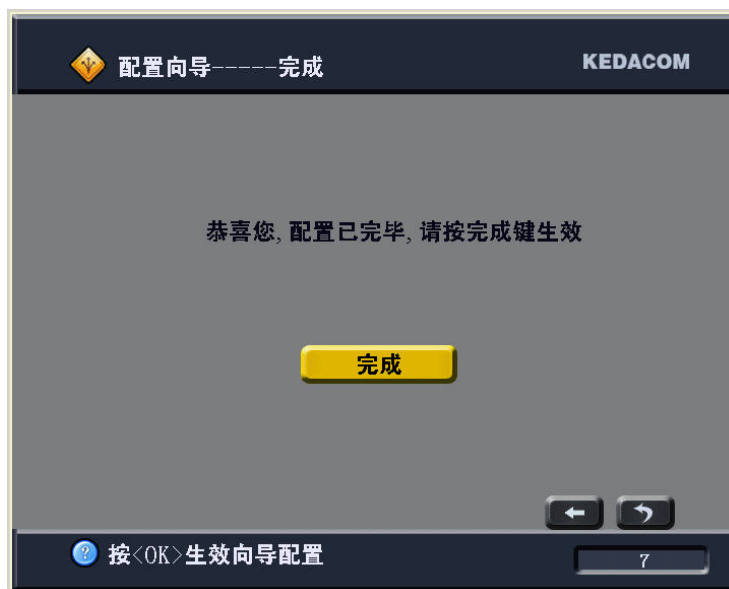 配置向导-----完成
KEDACOM
恭喜您, 配置已完毕, 请按完成键生效
完成
按<OK>生效向导配置
7